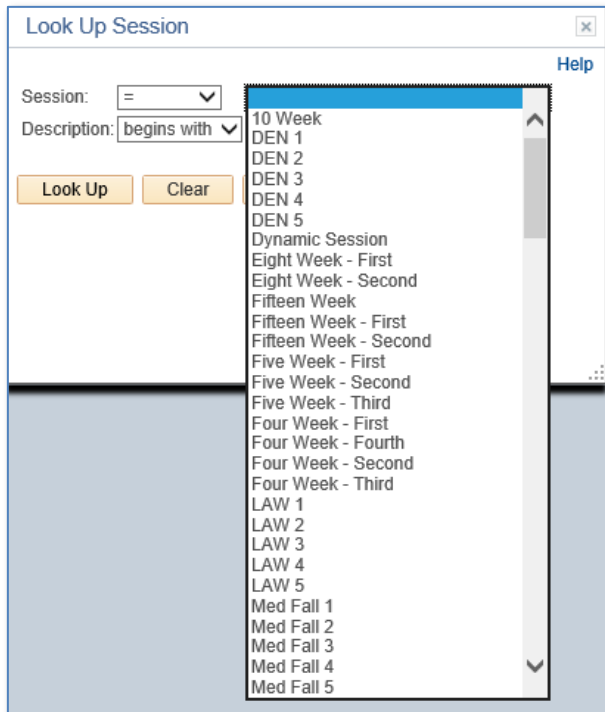 Look Up Session
Help
Session: =
Description: begins with
Look Up Clear
10 Week
DEN 1
DEN 2
DEN 3
DEN 4
DEN 5
Dynamic Session
Eight Week - First
Eight Week - Second
Fifteen Week
Fifteen Week - First
Fifteen Week - Second
Five Week - First
Five Week - Second
Five Week - Third
Four Week - First
Four Week - Fourth
Four Week - Second
Four Week - Third
LAW 1
LAW 2
LAW 3
LAW 4
LAW 5
Med Fall 1
Med Fall 2
Med Fall 3
Med Fall 4
Med Fall 5